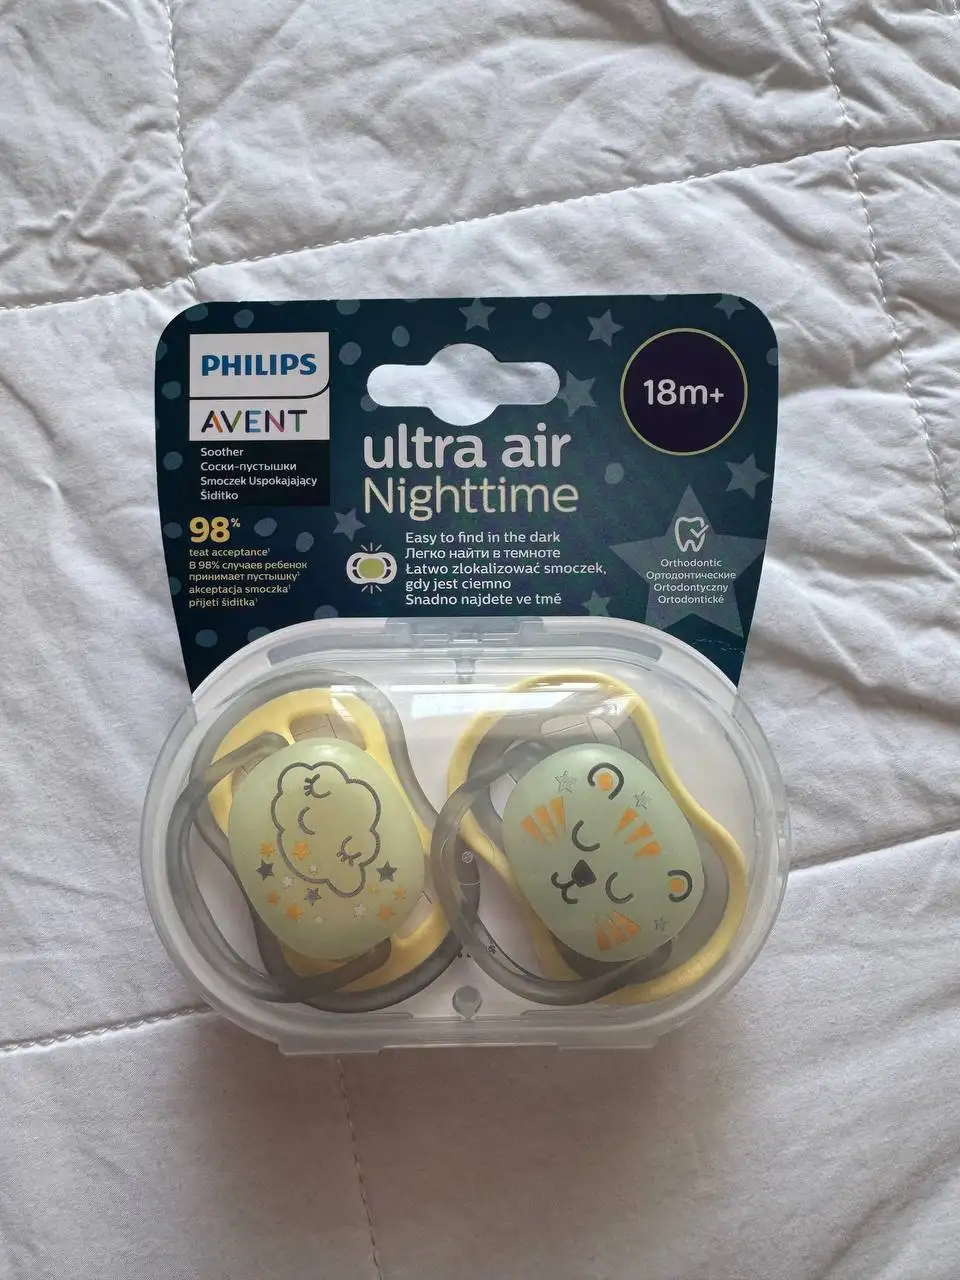 PHILIPS
AVENT
Soother
Соски-пустышки
Smoczek Uspokajający
Šidítko
98%
teat acceptance¹
В 98% случаев ребенок
принимает пустышку¹
akceptacja smoczka¹
přijetí šidítka¹
ultra air
Nighttime
Easy to find in the dark
Легко найти в темноте
Łatwo zlokalizować smoczek,
gdy jest ciemno
Snadno najdete ve tmě
18m+
Orthodontic
Ортодонтические
Ortodontyczny
Ortodontické